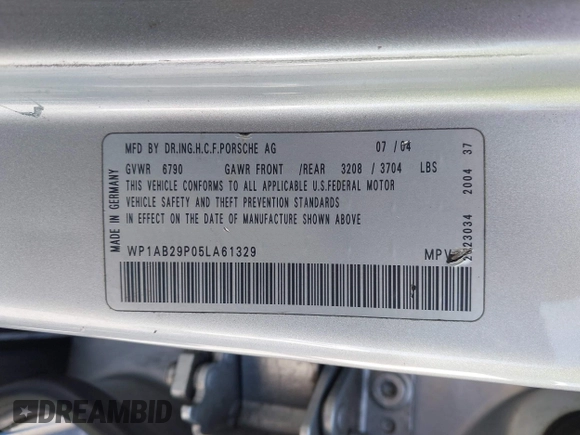 MFD BY DR.ING.H.C.F.PORSCHE AG 07 / 04
GVWR 6790 GAWR FRONT /REAR 3208 / 3704 LBS
THIS VEHICLE CONFORMS TO ALL APPLICABLE U.S.FEDERAL MOTOR
VEHICLE SAFETY AND THEFT PREVENTION STANDARDS
IN EFFECT ON THE DATE OF MANUFACTURE SHOWN ABOVE
WP1AB29P05LA61329 MPV
MADE IN GERMANY
2004 37
DREAMBID